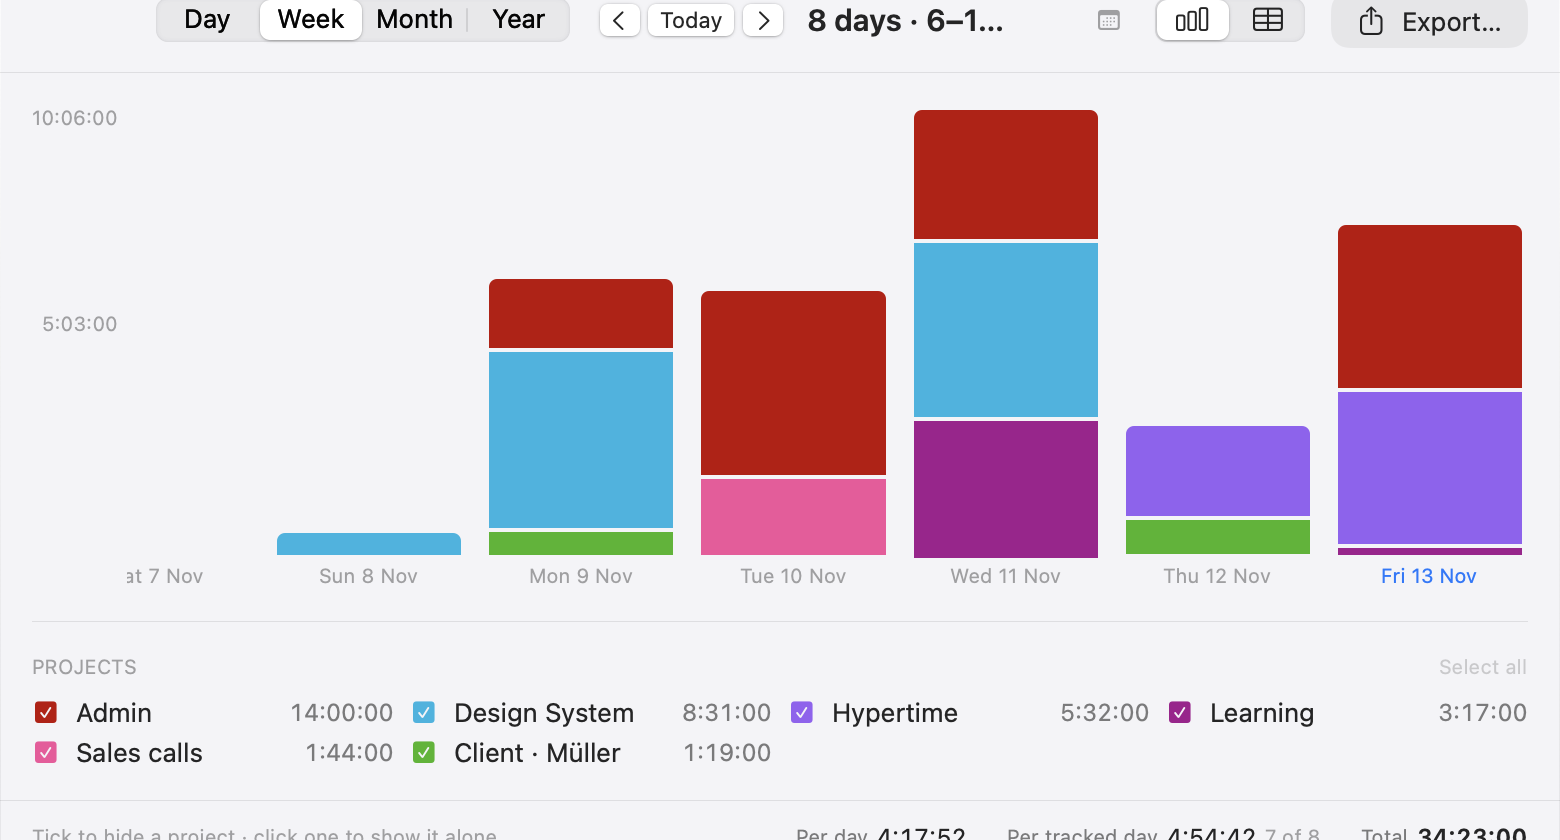 Day Week Month Year Today 8 days · 6–1... Export...
10:06:00
5:03:00
at 7 Nov Sun 8 Nov Mon 9 Nov Tue 10 Nov Wed 11 Nov Thu 12 Nov Fri 13 Nov
PROJECTS Select all
Admin 14:00:00 Design System 8:31:00 Hypertime 5:32:00 Learning 3:17:00
Sales calls 1:44:00 Client · Müller 1:19:00
Tick to hide a project · click one to show it alone Per day 4:17:52 Per tracked day 4:54:42 7 of 8 Total 34:23:00